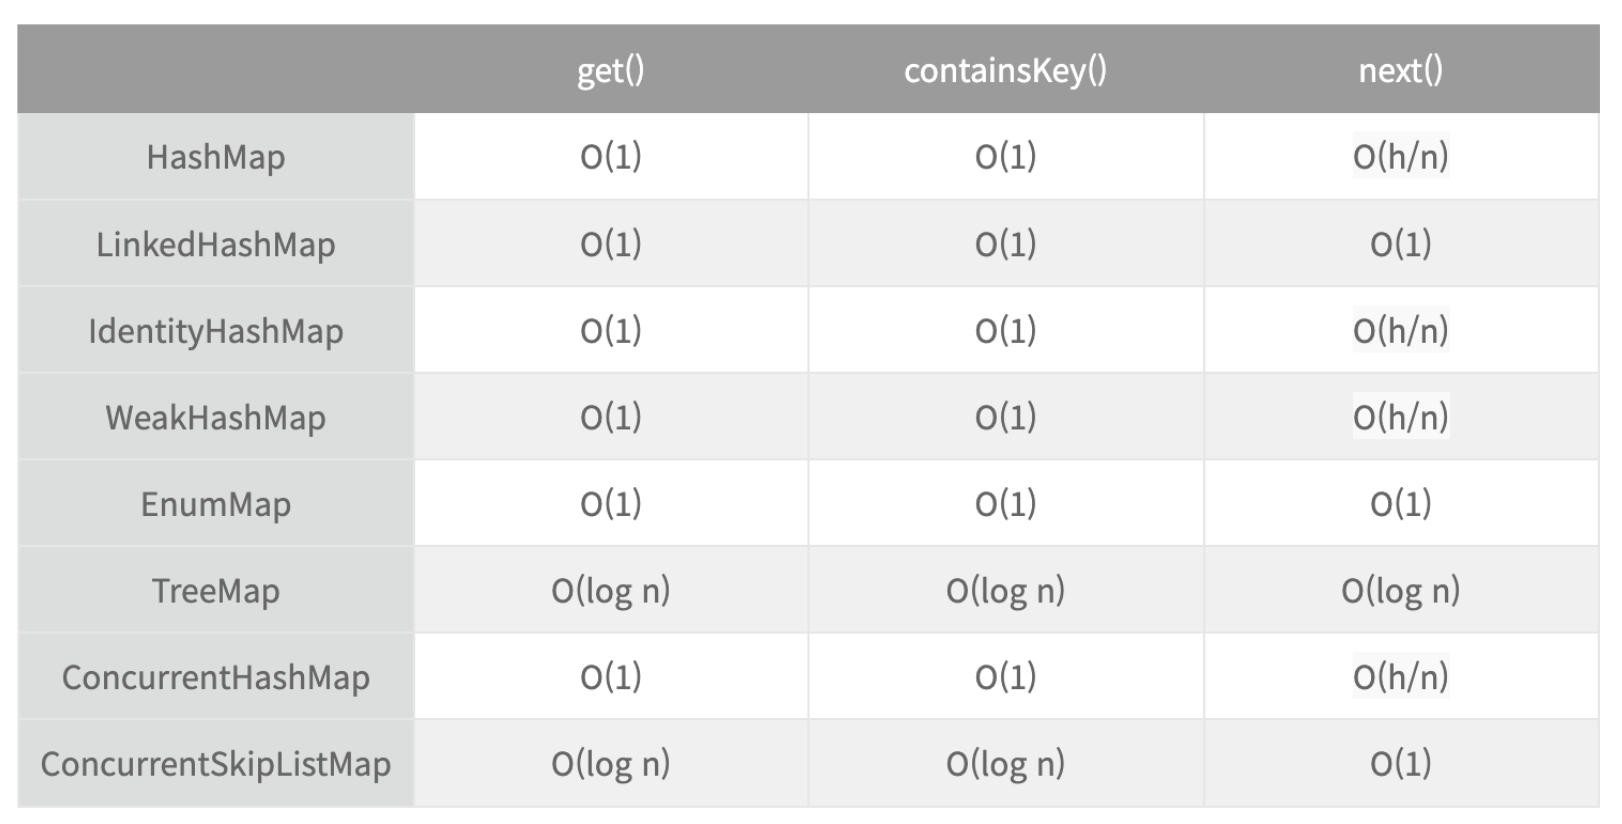 get() containsKey() next()
HashMap O(1) O(1) O(h/n)
LinkedHashMap O(1) O(1) O(1)
IdentityHashMap O(1) O(1) O(h/n)
WeakHashMap O(1) O(1) O(h/n)
EnumMap O(1) O(1) O(1)
TreeMap O(log n) O(log n) O(log n)
ConcurrentHashMap O(1) O(1) O(h/n)
ConcurrentSkipListMap O(log n) O(log n) O(1)